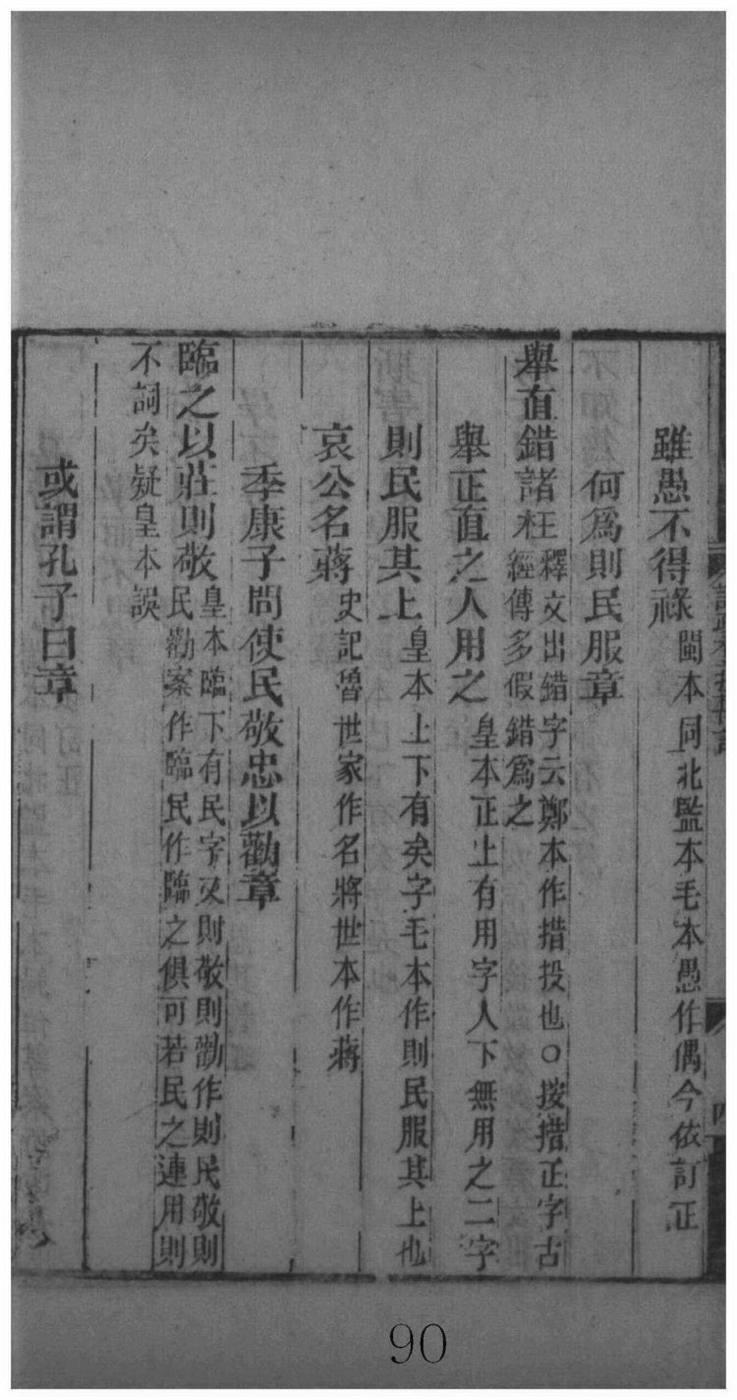 雖愚不得祿閩本同北監本毛本愚作偶今依訂正
何爲則民服章
舉直錯諸枉釋文出錯字云鄭本作措投也○按措正字古
經傳多假錯爲之
舉正直之人用之皇本正上有用字人下無用之二字
則民服其上皇本上下有矣字毛本作則民服其上也
哀公名蔣史記魯世家作名將世本作蔣
季康子問使民敬忠以勸章
臨之以莊則敬皇本臨下有民字又則敬則勸作則民敬則
民勸案作臨民作臨之俱可若民之連用則
不詞矣疑皇本誤
或謂孔子曰章
90